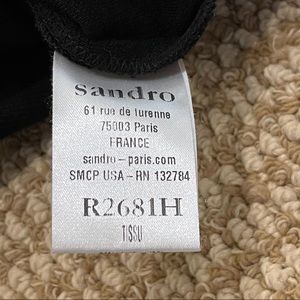 sandro
61 rue de turenne
75003 Paris
FRANCE
sandro-paris.com
SMCP USA - RN 132784
R2681H
TISSU